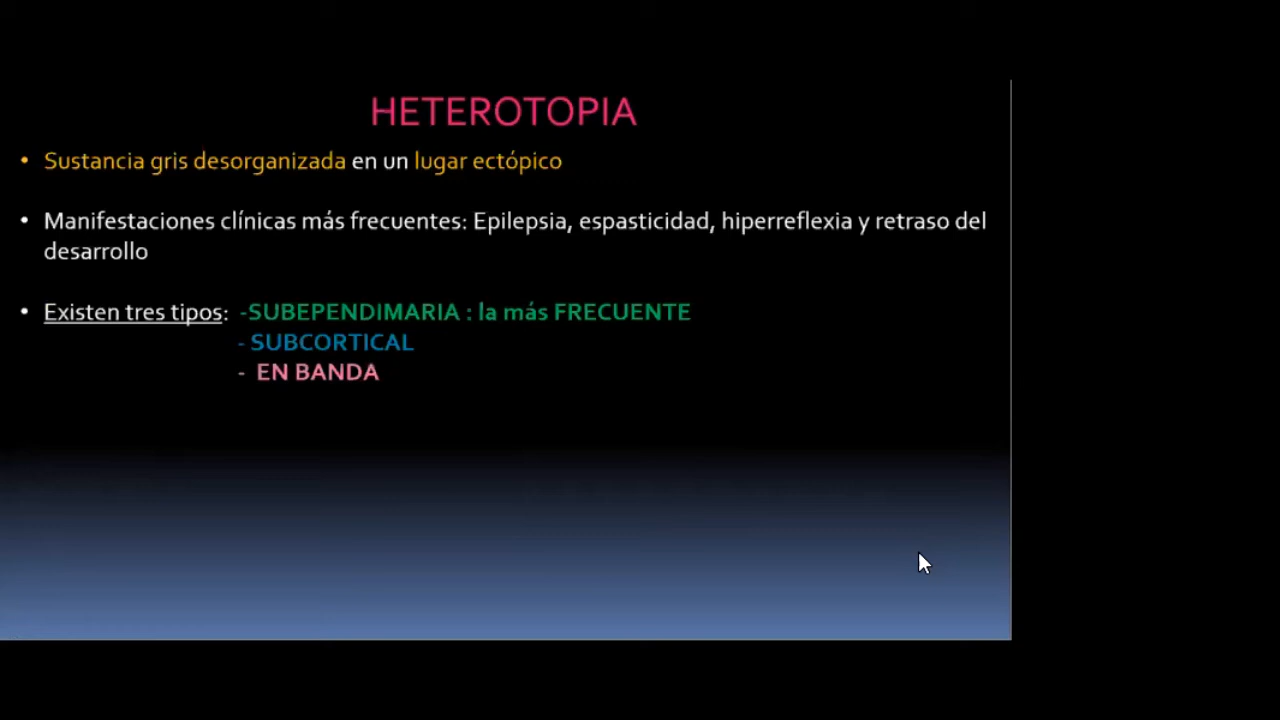 HETEROTOPIA
• Sustancia gris desorganizada en un lugar ectópico
• Manifestaciones clínicas más frecuentes: Epilepsia, espasticidad, hiperreflexia y retraso del
desarrollo
• Existen tres tipos: -SUBEPENDIMARIA : la más FRECUENTE
- SUBCORTICAL
- EN BANDA